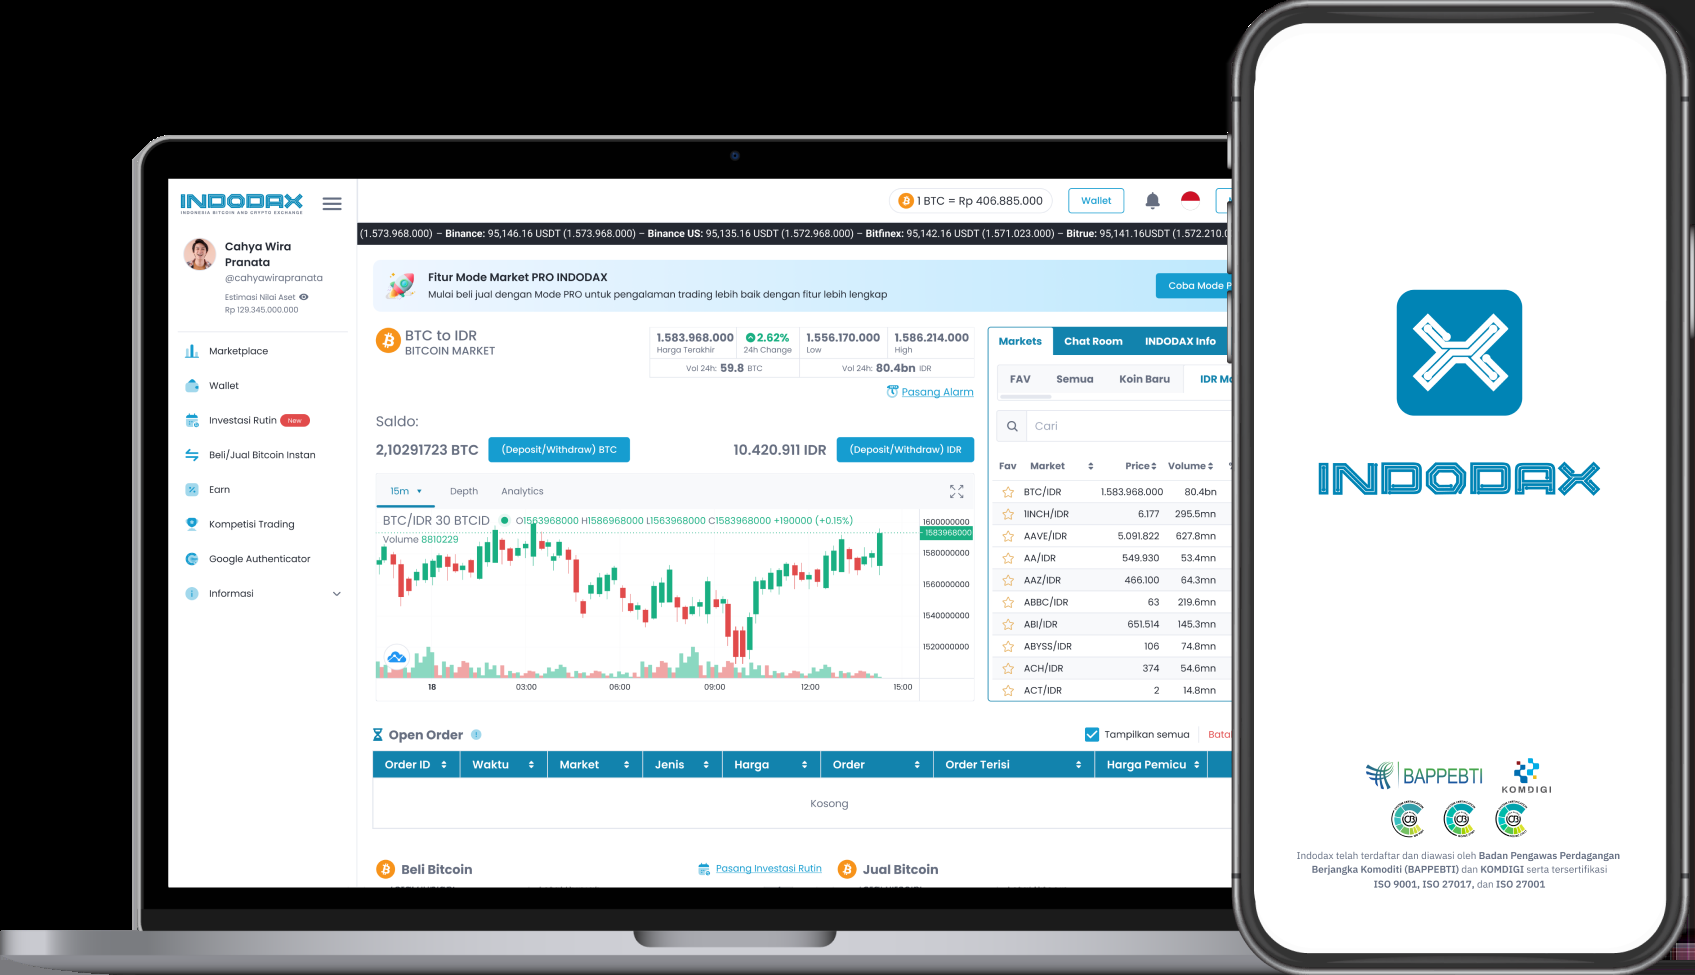 INDODAX
INDONESIA BITCOIN AND CRYPTO EXCHANGE
Cahya Wira
Pranata
@cahyawirapranata
Estimasi Nilai Aset
Rp 129.345.000.000
Marketplace
Wallet
Investasi Rutin New
Beli/Jual Bitcoin Instan
Earn
Kompetisi Trading
Google Authenticator
Informasi
1 BTC = Rp 406.885.000
Wallet
(1.573.968.000) – Binance: 95,146.16 USDT (1.573.968.000) – Binance US: 95,135.16 USDT (1.572.968.000) – Bitfinex: 95,142.16 USDT (1.571.023.000) – Bitrue: 95,141.16USDT (1.572.210.0
Fitur Mode Market PRO INDODAX
Mulai beli jual dengan Mode PRO untuk pengalaman trading lebih baik dengan fitur lebih lengkap
Coba Mode P
BTC to IDR
BITCOIN MARKET
1.583.968.000 2.62% 1.556.170.000 1.586.214.000
Harga Terakhir 24h Change Low High
Vol 24h: 59.8 BTC Vol 24h: 80.4bn IDR
Pasang Alarm
Saldo:
2,10291723 BTC (Deposit/Withdraw) BTC 10.420.911 IDR (Deposit/Withdraw) IDR
15m Depth Analytics
BTC/IDR 30 BTCID O1563968000 H1586968000 L1563968000 C1583968000 +190000 (+0.15%)
Volume 8810229
1600000000
1583968000
1580000000
1560000000
1540000000
1520000000
18 03:00 06:00 09:00 12:00 15:00
Markets Chat Room INDODAX Info
FAV Semua Koin Baru IDR Ma
Cari
Fav Market Price Volume
BTC/IDR 1.583.968.000 80.4bn
1INCH/IDR 6.177 295.5mn
AAVE/IDR 5.091.822 627.8mn
AA/IDR 549.930 53.4mn
AAZ/IDR 466.100 64.3mn
ABBC/IDR 63 219.6mn
ABI/IDR 651.514 145.3mn
ABYSS/IDR 106 74.8mn
ACH/IDR 374 54.6mn
ACT/IDR 2 14.8mn
Open Order
Tampilkan semua Bata
Order ID Waktu Market Jenis Harga Order Order Terisi Harga Pemicu
Kosong
Beli Bitcoin Pasang Investasi Rutin Jual Bitcoin
INDODAX
BAPPEBTI
KOMDIGI
Indodax telah terdaftar dan diawasi oleh Badan Pengawas Perdagangan
Berjangka Komoditi (BAPPEBTI) dan KOMDIGI serta tersertifikasi
ISO 9001, ISO 27017, dan ISO 27001